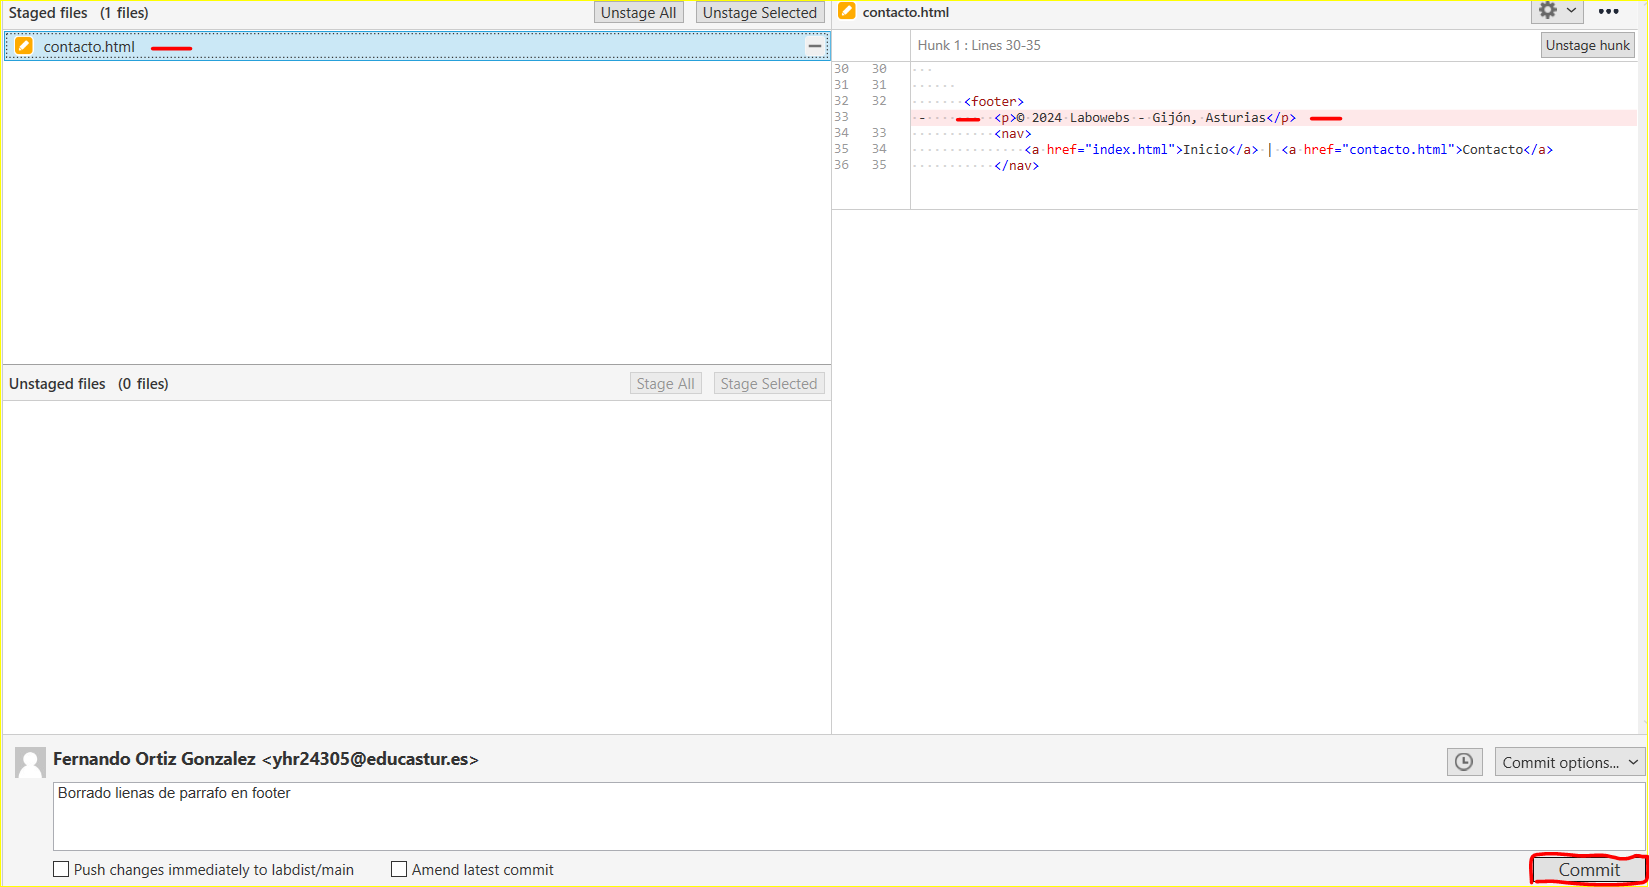 Staged files (1 files) Unstage All Unstage Selected
contacto.html
Unstaged files (0 files) Stage All Stage Selected
contacto.html
Hunk 1 : Lines 30-35 Unstage hunk
30 30 ...
31 31 ......
32 32 <footer>
33 - <p>© 2024 Labowebs - Gijón, Asturias</p>
34 33 <nav>
35 34 <a href="index.html">Inicio</a> | <a href="contacto.html">Contacto</a>
36 35 </nav>
Fernando Ortiz Gonzalez <yhr24305@educastur.es>
Commit options...
Borrado lienas de parrafo en footer
Push changes immediately to labdist/main Amend latest commit
Commit